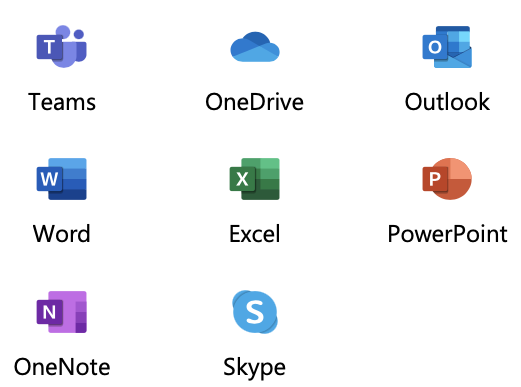 T
O
Teams
OneDrive
Outlook
W
X
P
Word
Excel
PowerPoint
N
S
OneNote
Skype